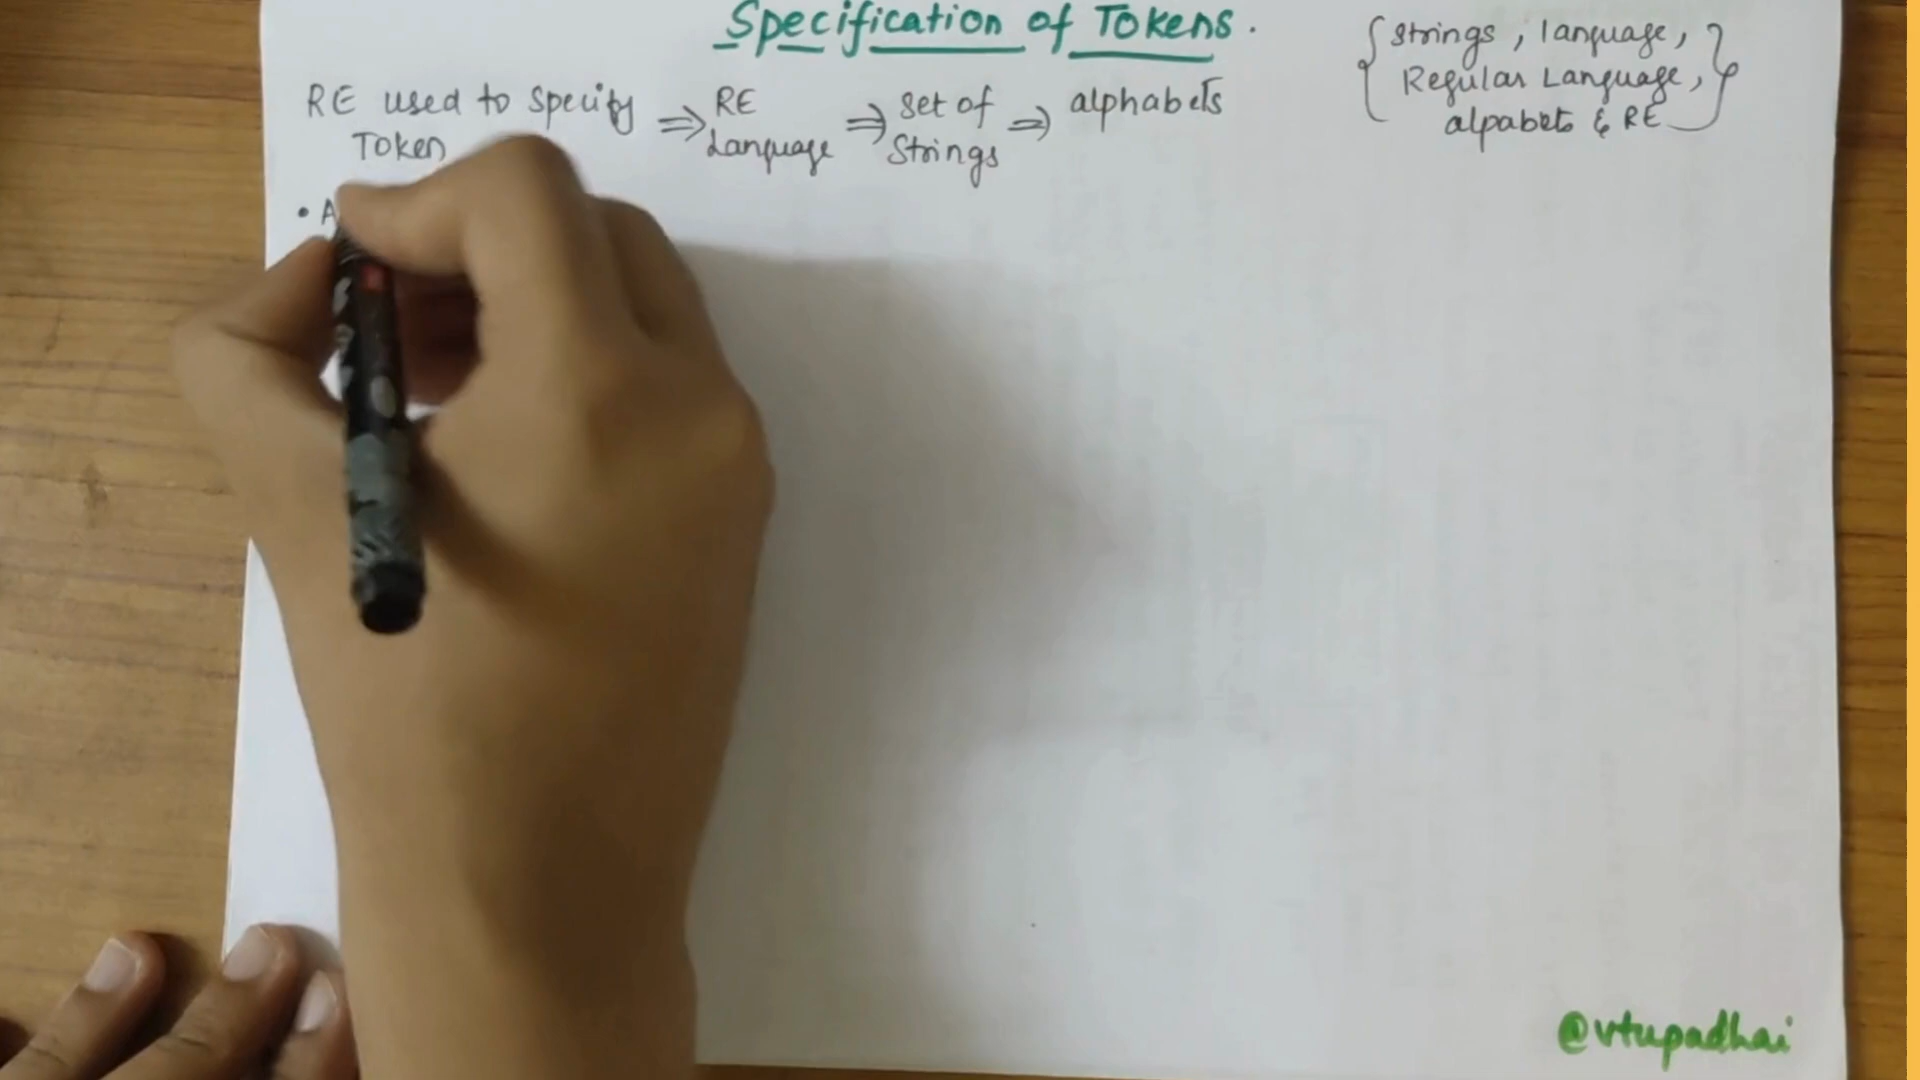 Specification of Tokens.
RE used to specify
Token
⇒ RE
Language
⇒ set of
Strings
⇒ alphabets
{ strings, language,
Regular Language,
alpabets & RE }
• A
@vtupadhai